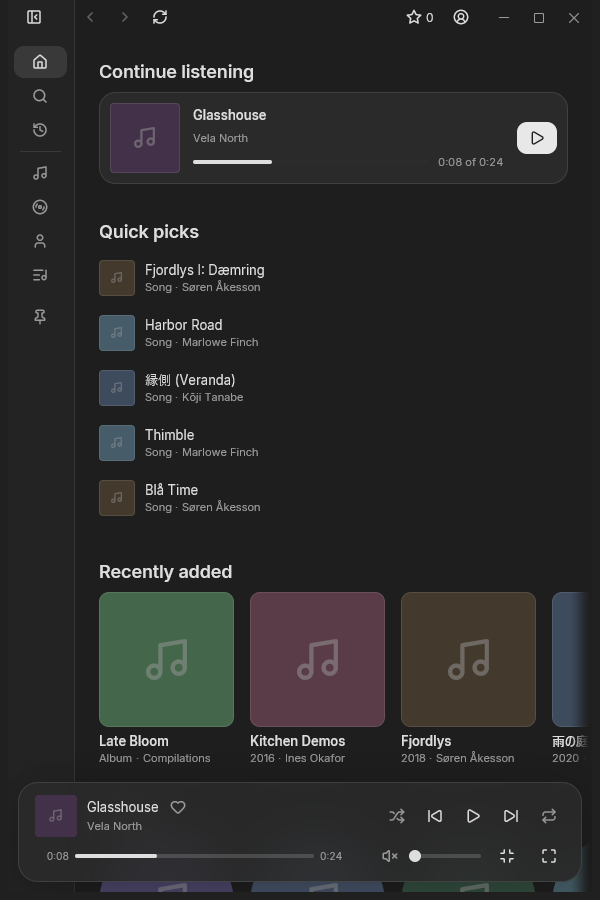 0
Continue listening
Glasshouse
Vela North
0:08 of 0:24
Quick picks
Fjordlys I: Dæmring
Song · Søren Åkesson
Harbor Road
Song · Marlowe Finch
縁側 (Veranda)
Song · Kōji Tanabe
Thimble
Song · Marlowe Finch
Blå Time
Song · Søren Åkesson
Recently added
Late Bloom
Album · Compilations
Kitchen Demos
2016 · Ines Okafor
Fjordlys
2018 · Søren Åkesson
雨の庭
2020
Glasshouse
Vela North
0:08
0:24